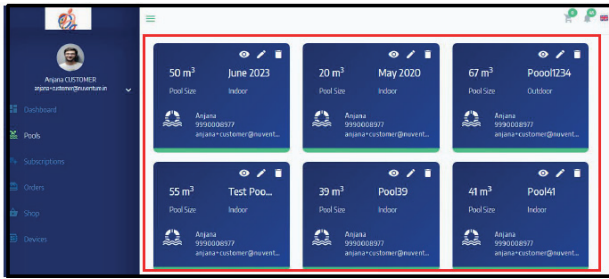 Anjana CUSTOMER
anjana+customer@nuventum.in
Dashboard
Pools
Subscriptions
Orders
Shop
Devices
50 m³ June 2023
Pool Size Indoor
Anjana
9990008977
anjana+customer@nuvent...
20 m³ May 2020
Pool Size Indoor
Anjana
9990008977
anjana+customer@nuvent...
67 m³ Poool1234
Pool Size Outdoor
Anjana
9990008977
anjana+customer@nuvent...
55 m³ Test Poo...
Pool Size Indoor
Anjana
9990008977
anjana+customer@nuvent...
39 m³ Pool39
Pool Size Indoor
Anjana
9990008977
anjana+customer@nuvent...
41 m³ Pool41
Pool Size Indoor
Anjana
9990008977
anjana+customer@nuvent...